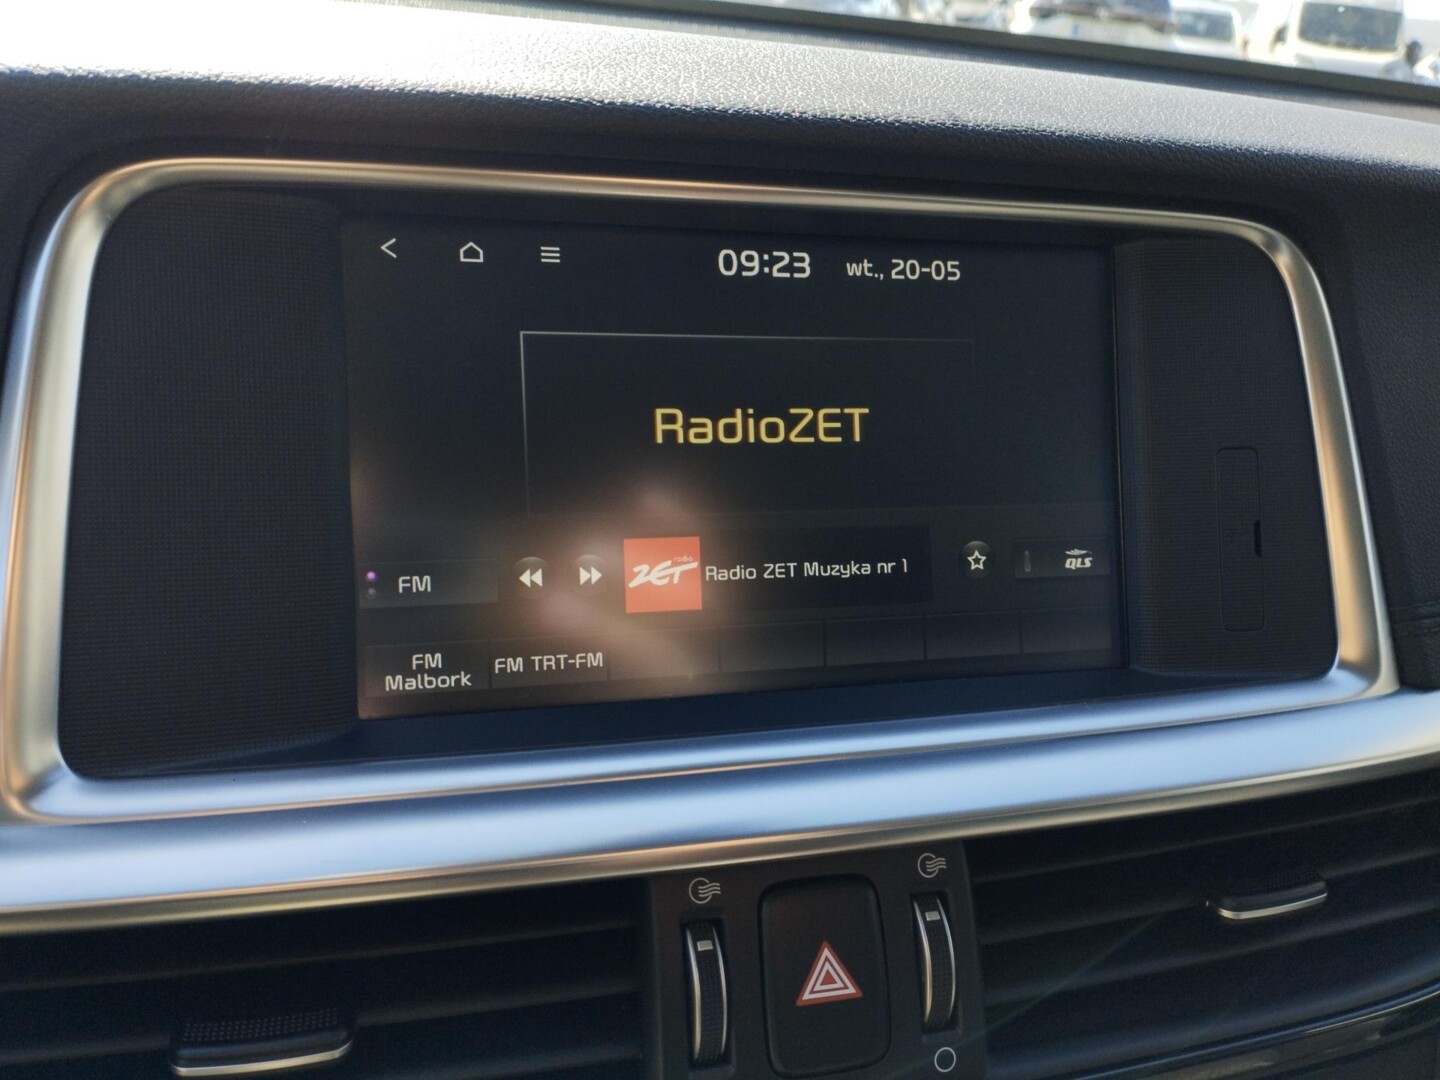 09:23 wt., 20-05
RadioZET
FM
radio
ZET
Radio ZET Muzyka nr 1
QLS
FM
Malbork
FM TRT-FM